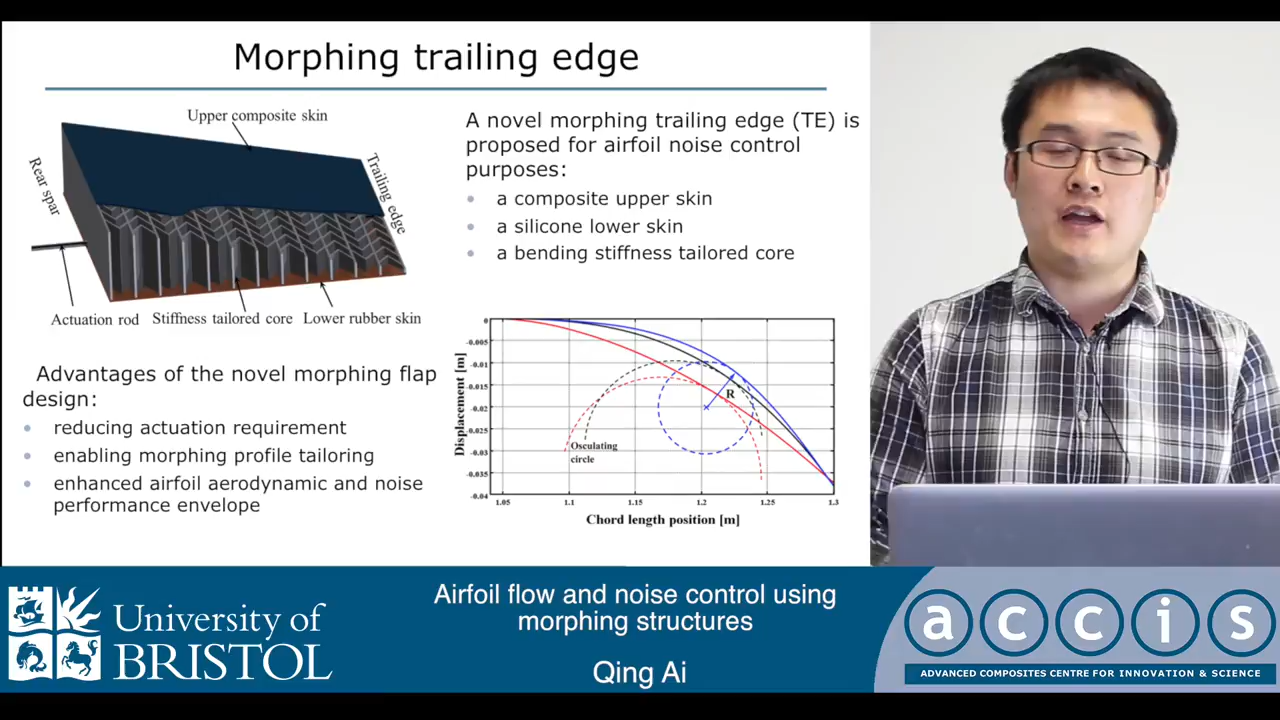 Morphing trailing edge
Upper composite skin
Rear spar
Trailing edge
Actuation rod
Stiffness tailored core
Lower rubber skin
A novel morphing trailing edge (TE) is
proposed for airfoil noise control
purposes:
• a composite upper skin
• a silicone lower skin
• a bending stiffness tailored core
Advantages of the novel morphing flap
design:
• reducing actuation requirement
• enabling morphing profile tailoring
• enhanced airfoil aerodynamic and noise
performance envelope
Displacement [m]
0
-0.005
-0.01
-0.015
-0.02
-0.025
-0.03
-0.035
-0.04
R
Osculating
circle
1.05 1.1 1.15 1.2 1.25 1.3
Chord length position [m]
University of
BRISTOL
Airfoil flow and noise control using
morphing structures
Qing Ai
accis
ADVANCED COMPOSITES CENTRE FOR INNOVATION & SCIENCE